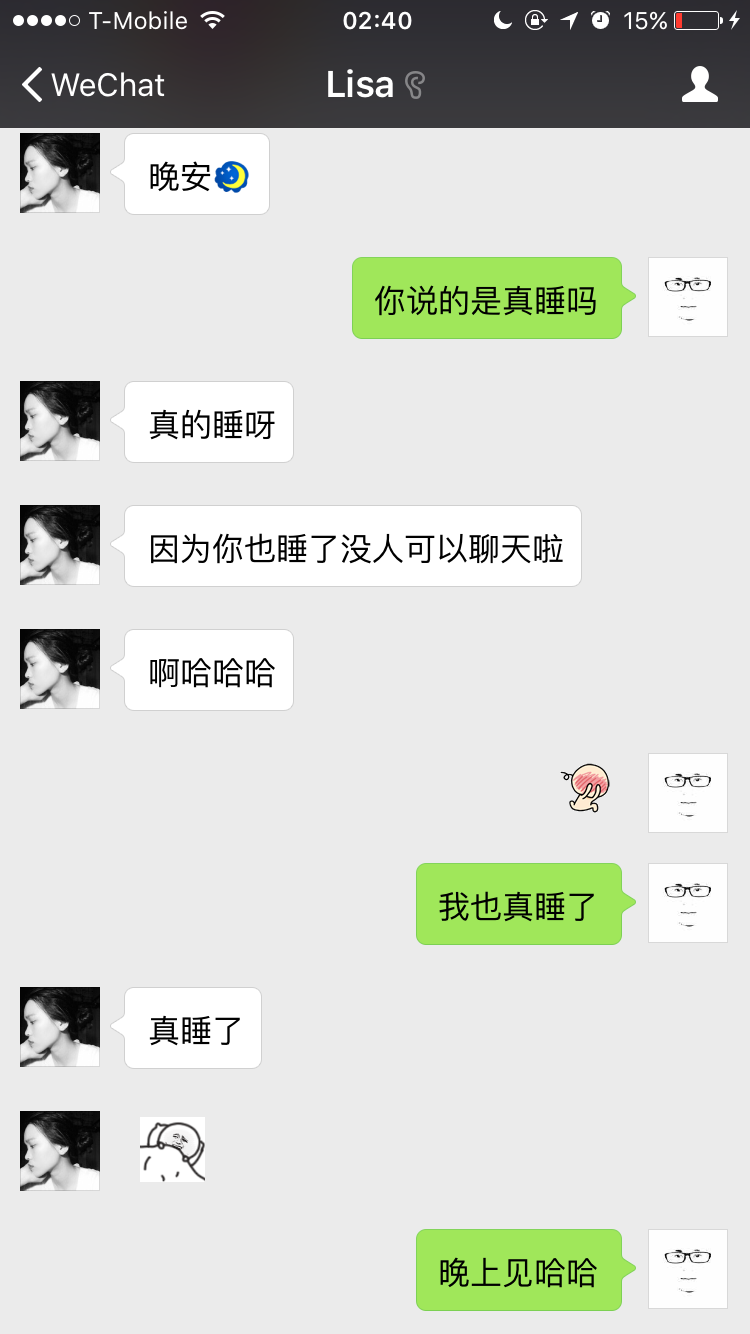 T-Mobile 02:40 15%
WeChat Lisa
晚安
你说的是真睡吗
真的睡呀
因为你也睡了没人可以聊天啦
啊哈哈哈
我也真睡了
真睡了
晚上见哈哈